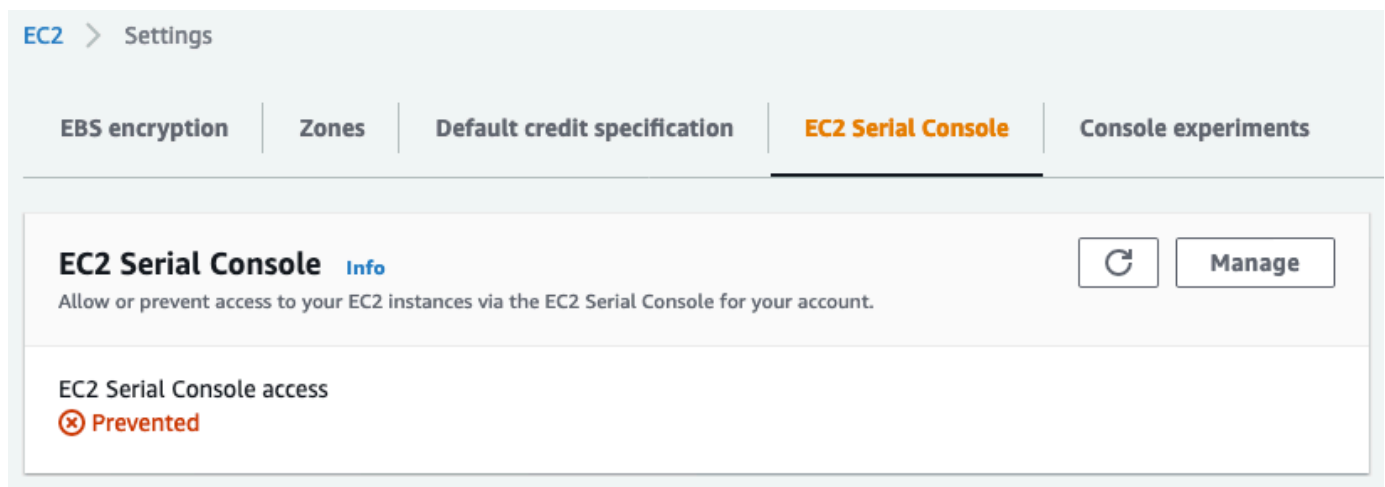 EC2 > Settings
EBS encryption Zones Default credit specification EC2 Serial Console Console experiments
EC2 Serial Console Info Manage
Allow or prevent access to your EC2 instances via the EC2 Serial Console for your account.
EC2 Serial Console access
Prevented